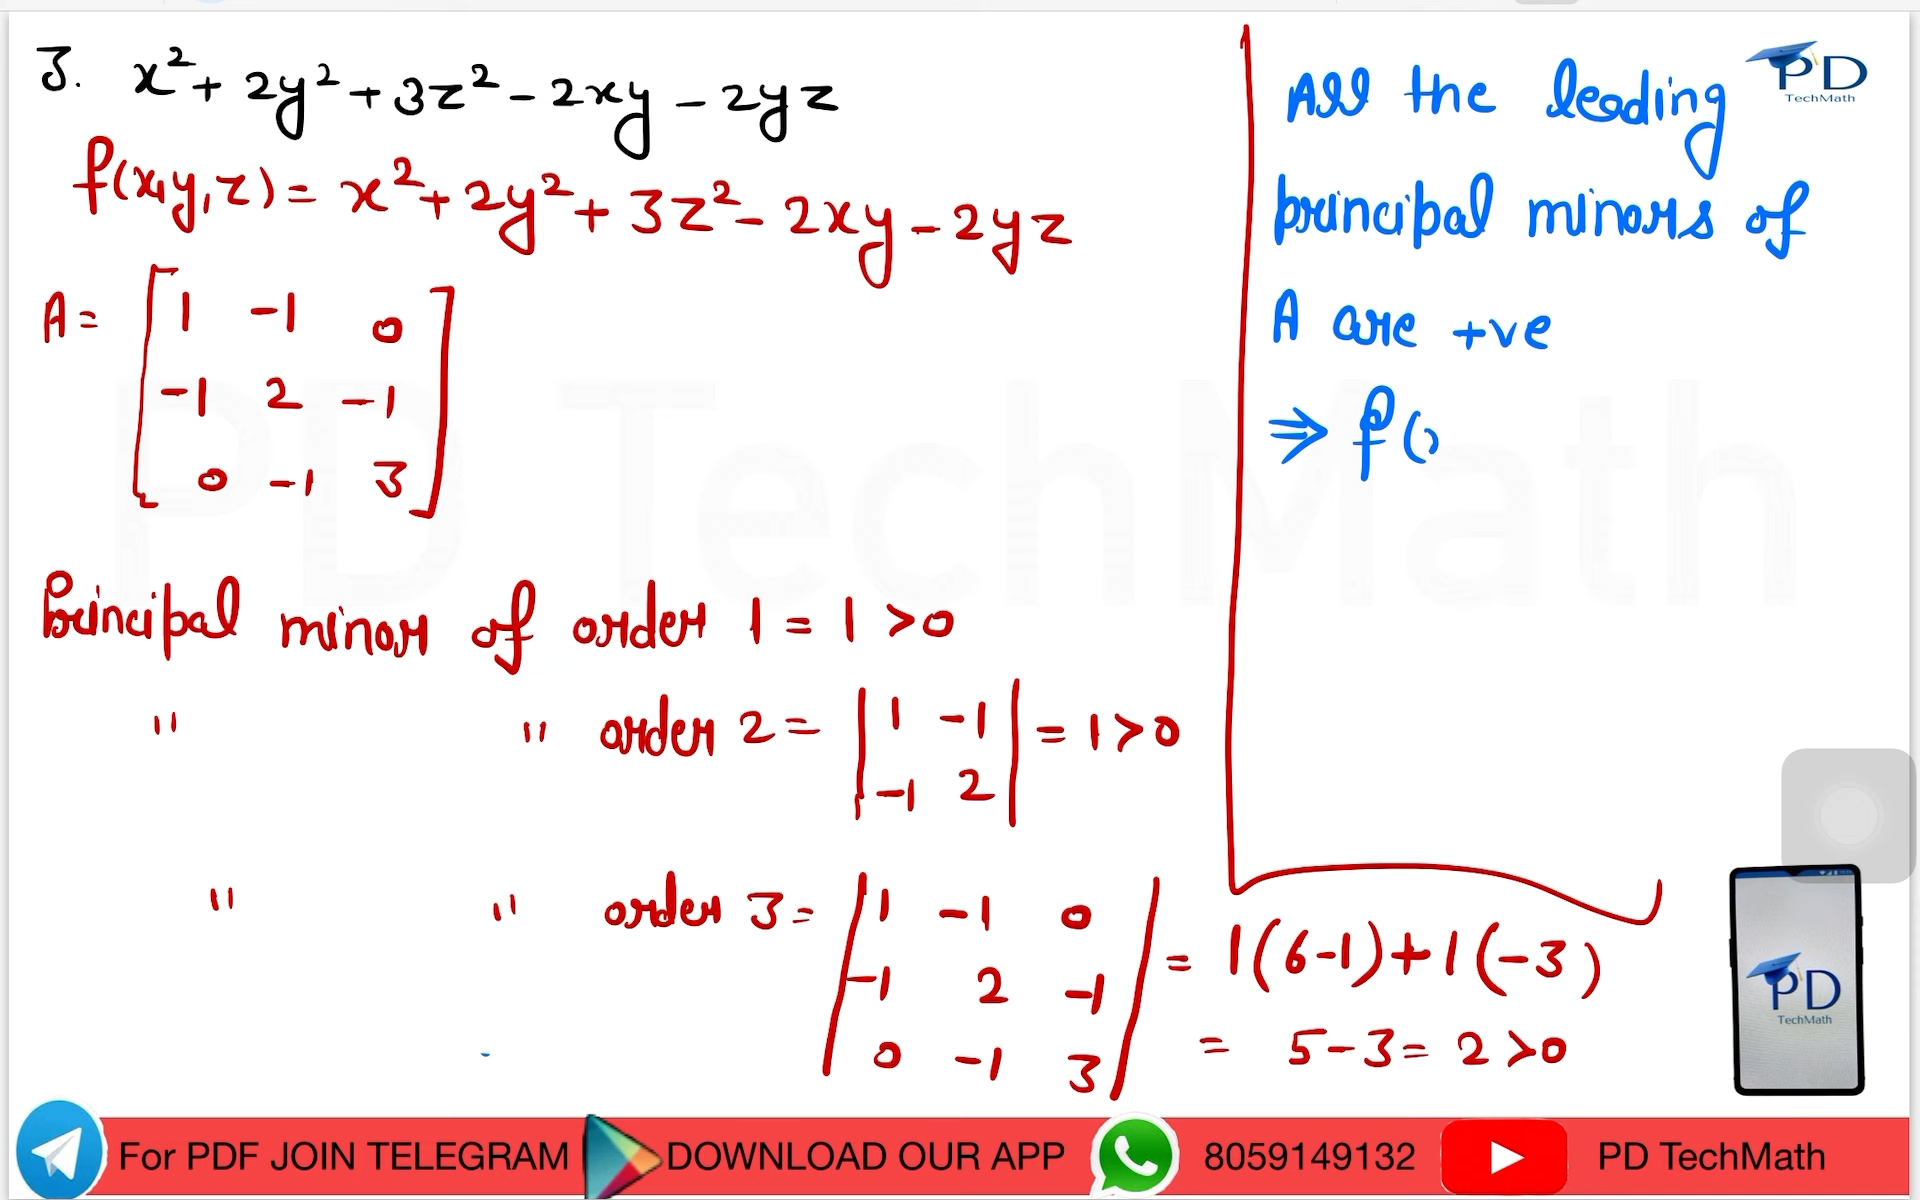 3. x² + 2y² + 3z² - 2xy - 2yz
f(x,y,z) = x² + 2y² + 3z² - 2xy - 2yz
A = [ 1 -1 0
-1 2 -1
0 -1 3 ]
Principal minor of order 1 = 1 > 0
" " order 2 = | 1 -1 | = 1 > 0
| -1 2 |
" " order 3 = | 1 -1 0 |
| -1 2 -1 | = 1(6-1)+1(-3)
| 0 -1 3 | = 5-3 = 2 > 0
All the leading
principal minors of
A are +ve
⇒ f(
PD
TechMath
PD TechMath
PD
TechMath
For PDF JOIN TELEGRAM DOWNLOAD OUR APP 8059149132 PD TechMath